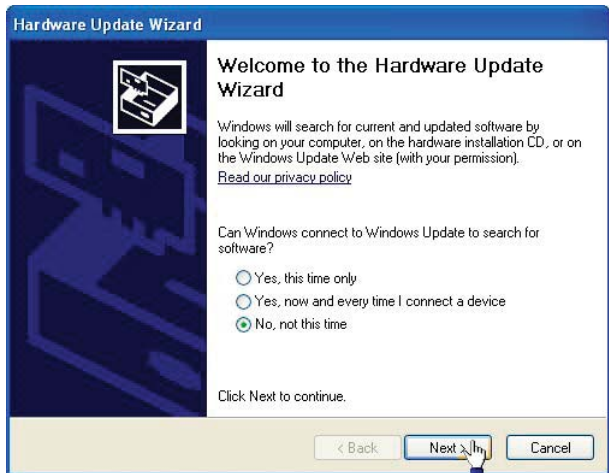 Hardware Update Wizard
Welcome to the Hardware Update
Wizard
Windows will search for current and updated software by
looking on your computer, on the hardware installation CD, or on
the Windows Update Web site (with your permission).
Read our privacy policy
Can Windows connect to Windows Update to search for
software?
Yes, this time only
Yes, now and every time I connect a device
No, not this time
Click Next to continue.
< Back Next > Cancel